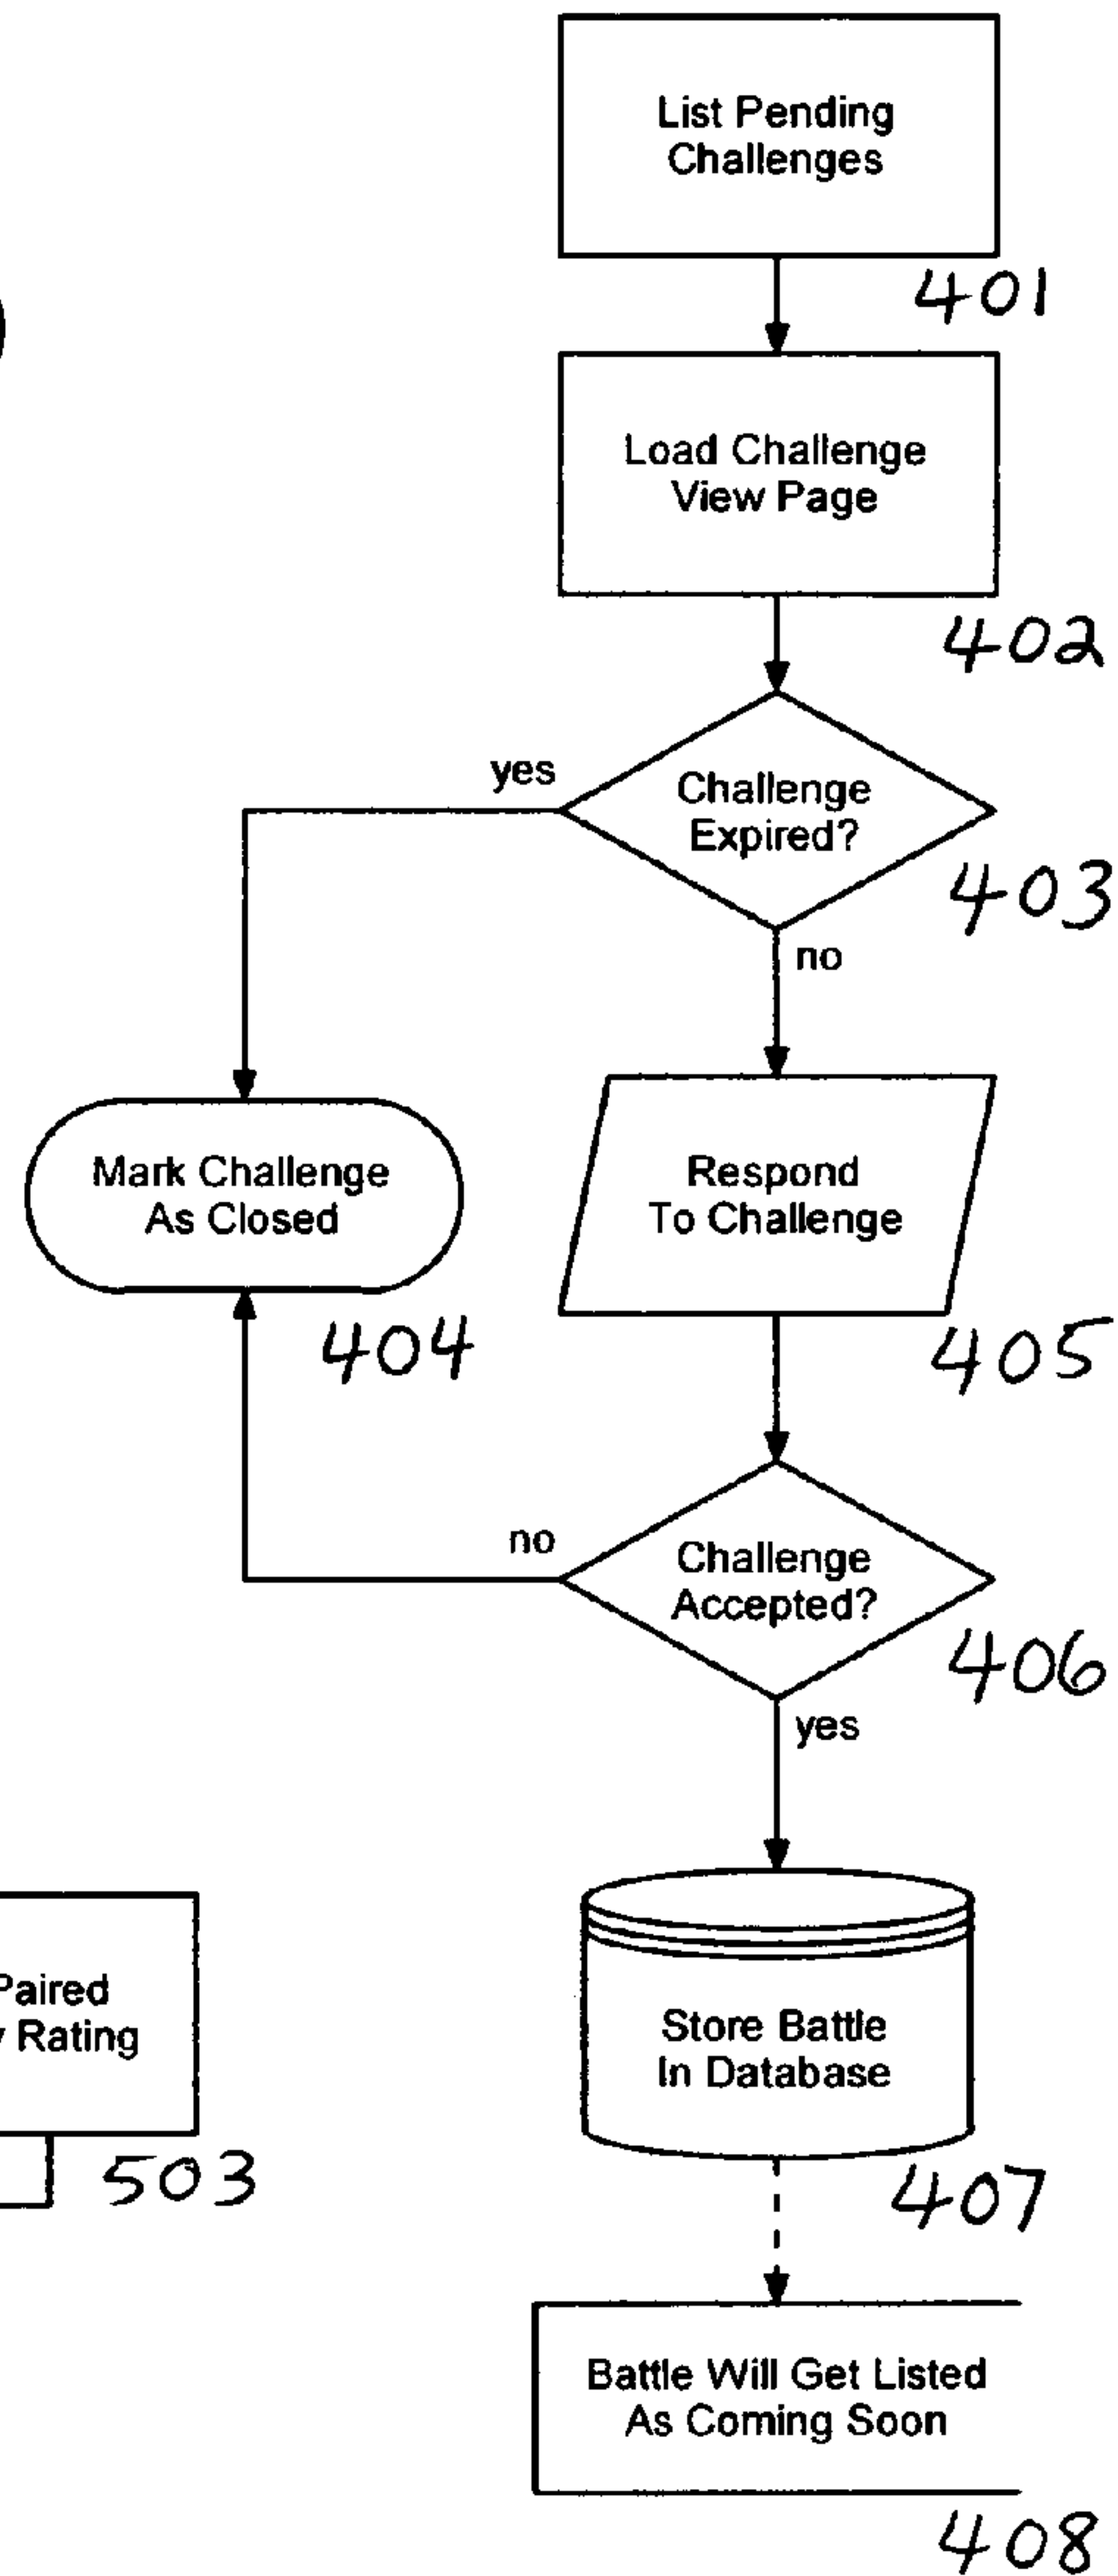 List Pending
Challenges
401
Load Challenge
View Page
402
yes
Challenge
Expired?
403
no
Mark Challenge
As Closed
404
Respond
To Challenge
405
no
Challenge
Accepted?
406
yes
Paired
Rating
503
Store Battle
In Database
407
Battle Will Get Listed
As Coming Soon
408